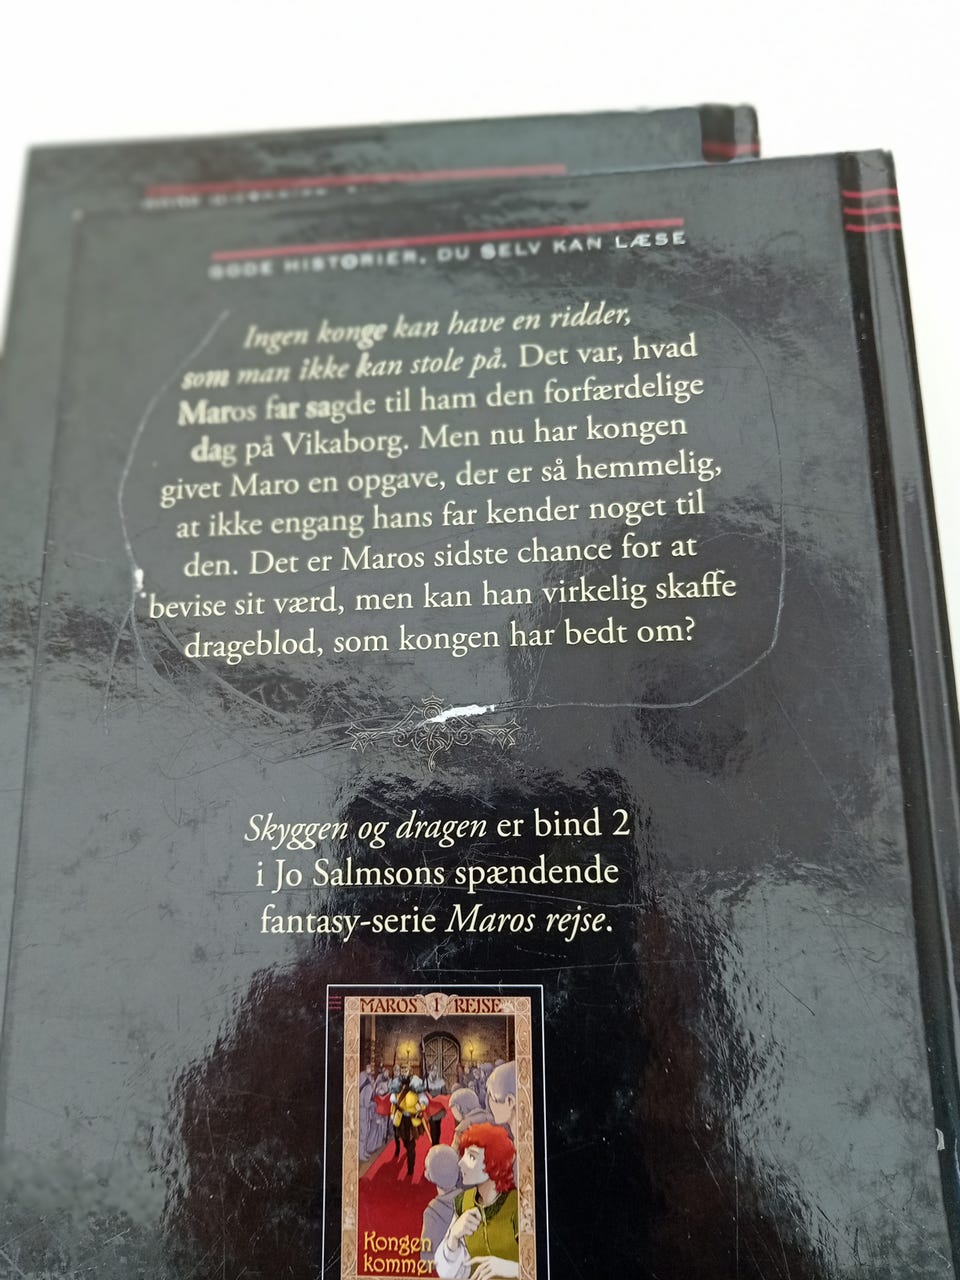 GODE HISTORIER, DU SELV KAN LÆSE
Ingen konge kan have en ridder,
som man ikke kan stole på. Det var, hvad
Maros far sagde til ham den forfærdelige
dag på Vikaborg. Men nu har kongen
givet Maro en opgave, der er så hemmelig,
at ikke engang hans far kender noget til
den. Det er Maros sidste chance for at
bevise sit værd, men kan han virkelig skaffe
drageblod, som kongen har bedt om?
Skyggen og dragen er bind 2
i Jo Salmsons spændende
fantasy-serie Maros rejse.
MAROS 1 REJSE
Kongen
kommer